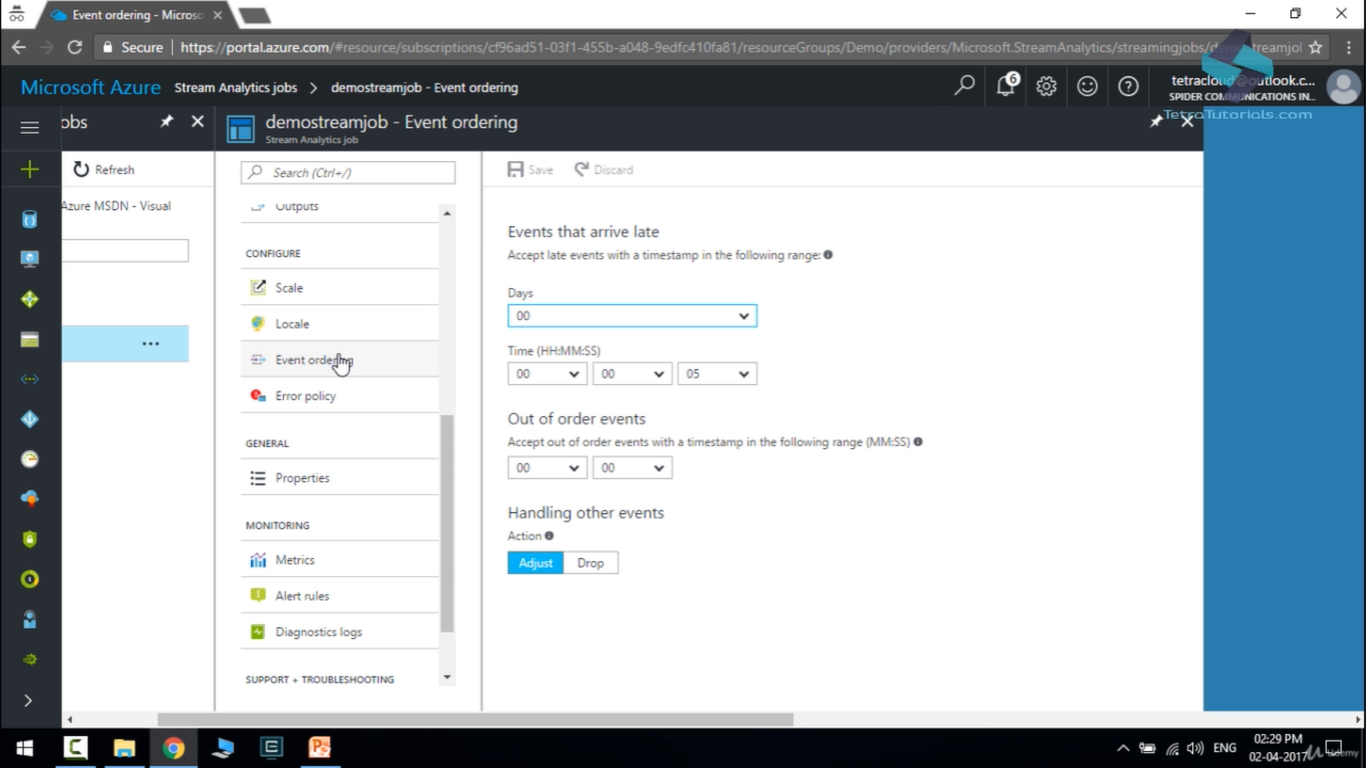 Event ordering - Microso
Secure https://portal.azure.com/#resource/subscriptions/cf96ad51-03f1-455b-a048-9edfc410fa81/resourceGroups/Demo/providers/Microsoft.StreamAnalytics/streamingjobs/
Microsoft Azure Stream Analytics jobs > demostreamjob - Event ordering
6
tetracloud@outlook.c...
SPIDER COMMUNICATIONS IN...
TetraTutorials.com
obs
demostreamjob - Event ordering
Stream Analytics job
Refresh
Azure MSDN - Visual
...
Search (Ctrl+/)
Outputs
CONFIGURE
Scale
Locale
Event ordering
Error policy
GENERAL
Properties
MONITORING
Metrics
Alert rules
Diagnostics logs
SUPPORT + TROUBLESHOOTING
Save Discard
Events that arrive late
Accept late events with a timestamp in the following range:
Days
00
Time (HH:MM:SS)
00 00 05
Out of order events
Accept out of order events with a timestamp in the following range (MM:SS)
00 00
Handling other events
Action
Adjust Drop
ENG
02:29 PM
02-04-2017
Udemy